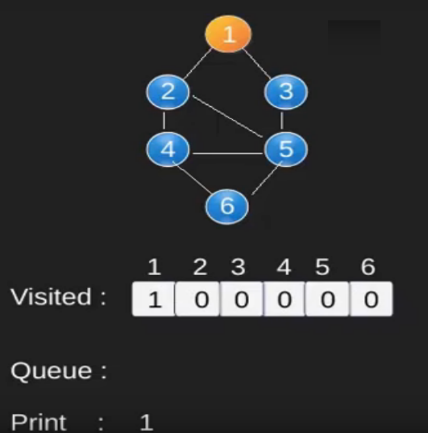 1
2 3
4 5
6
1 2 3 4 5 6
Visited : 1 0 0 0 0 0
Queue :
Print : 1